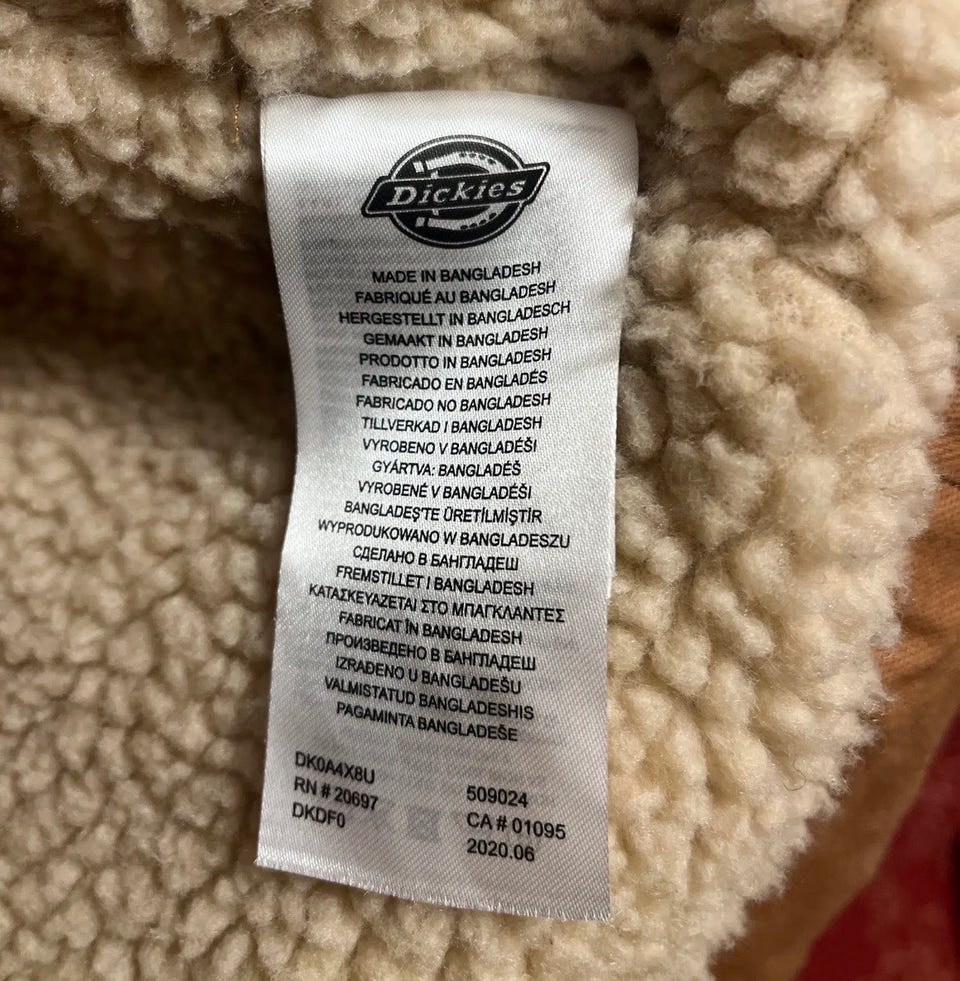 Dickies
MADE IN BANGLADESH
FABRIQUÉ AU BANGLADESH
HERGESTELLT IN BANGLADESCH
GEMAAKT IN BANGLADESH
PRODOTTO IN BANGLADESH
FABRICADO EN BANGLADÉS
FABRICADO NO BANGLADESH
TILLVERKAD I BANGLADESH
VYROBENO V BANGLADÉŠI
GYÁRTVA: BANGLADÉŠ
VYROBENÉ V BANGLADÉŠI
BANGLADEŞ'TE ÜRETİLMİŞTİR
WYPRODUKOWANO W BANGLADESZU
СДЕЛАНО В БАНГЛАДЕШ
FREMSTILLET I BANGLADESH
ΚΑΤΑΣΚΕΥΑΖΕΤΑΙ ΣΤΟ ΜΠΑΓΚΛΑΝΤΕΣ
FABRICAT ÎN BANGLADESH
ПРОИЗВЕДЕНО В БАНГЛАДЕШ
IZRAĐENO U BANGLADEŠU
VALMISTATUD BANGLADESHIS
PAGAMINTA BANGLADEŠE
DK0A4X8U
RN # 20697
DKDF0
509024
CA # 01095
2020.06